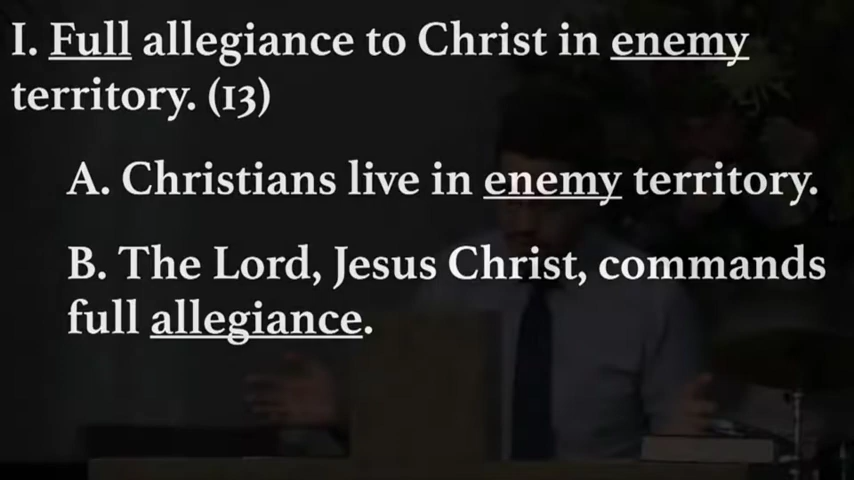 I. Full allegiance to Christ in enemy
territory. (13)
A. Christians live in enemy territory.
B. The Lord, Jesus Christ, commands
full allegiance.